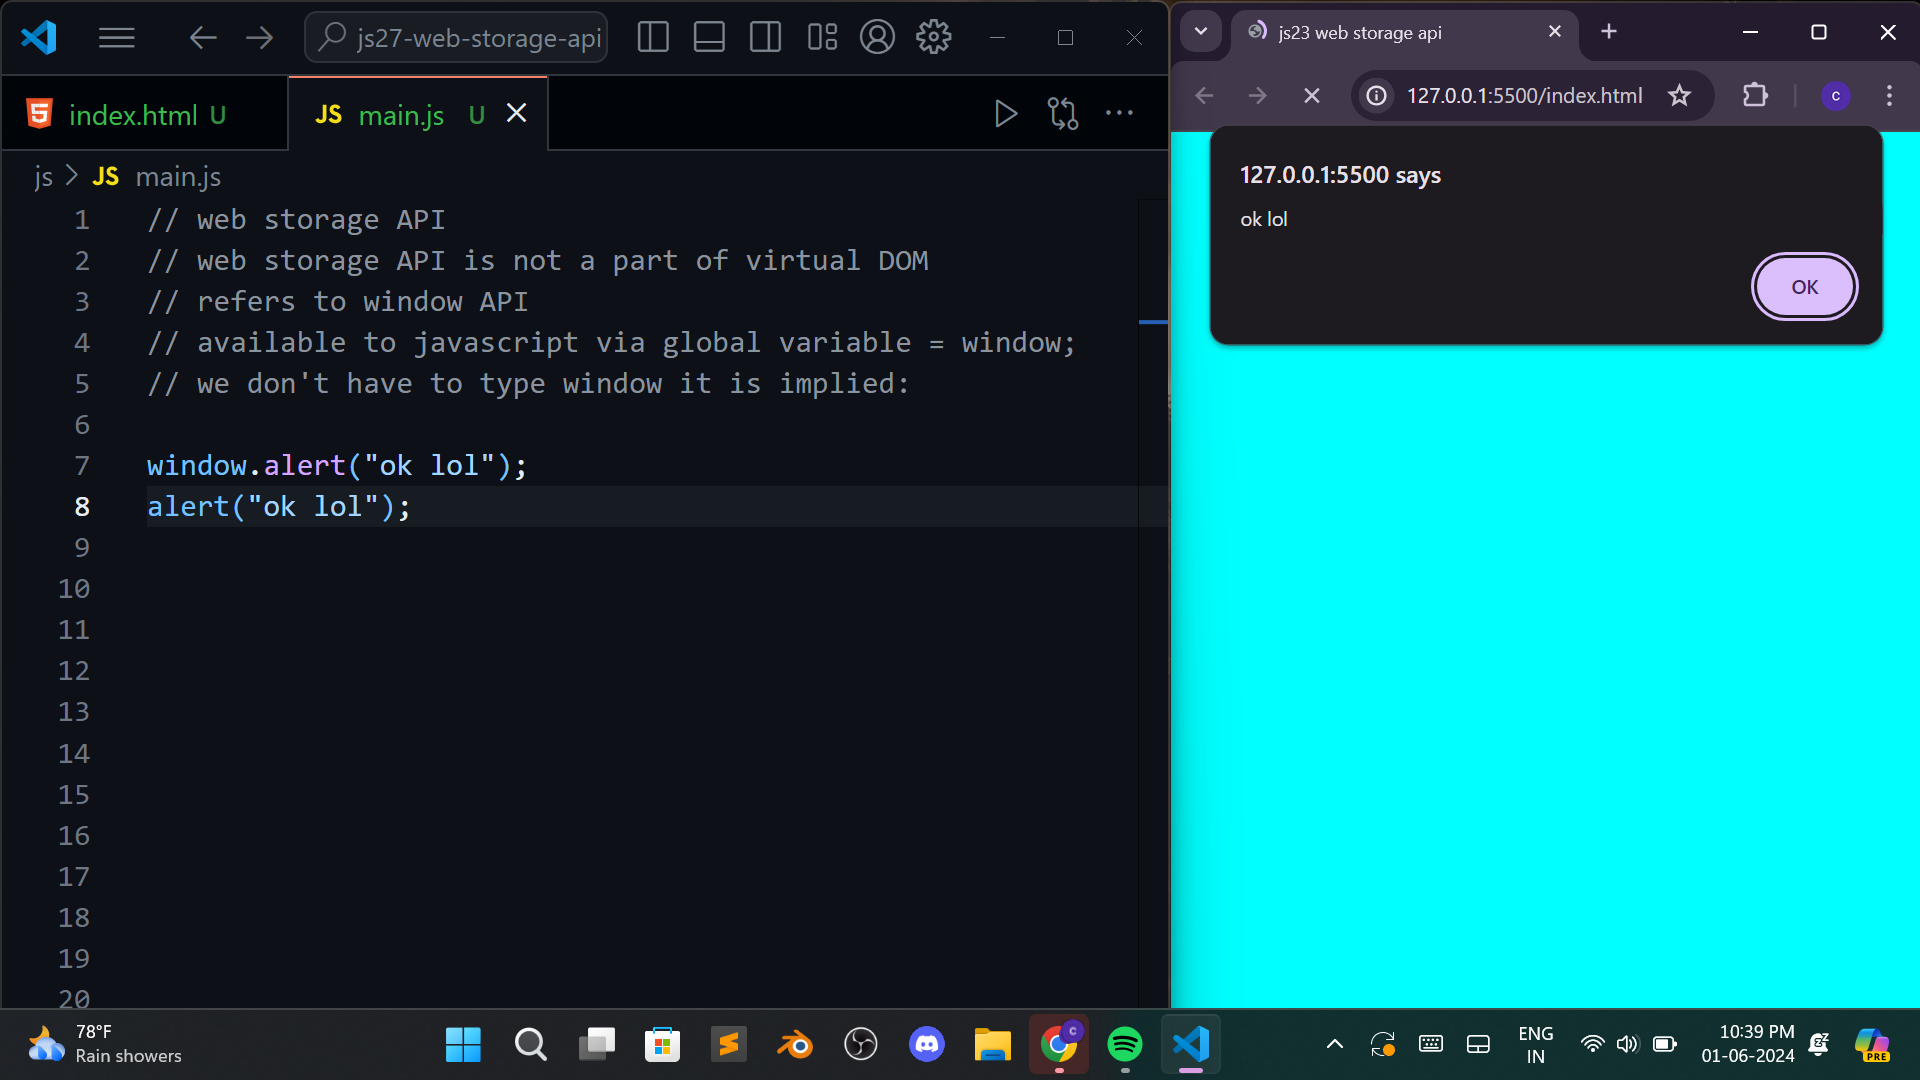 js27-web-storage-api
index.html U
JS main.js U
js > JS main.js
1 // web storage API
2 // web storage API is not a part of virtual DOM
3 // refers to window API
4 // available to javascript via global variable = window;
5 // we don't have to type window it is implied:
6
7 window.alert("ok lol");
8 alert("ok lol");
9
10
11
12
13
14
15
16
17
18
19
20
js23 web storage api
127.0.0.1:5500/index.html
c
127.0.0.1:5500 says
ok lol
OK
78°F
Rain showers
c
ENG
IN
10:39 PM
01-06-2024
PRE